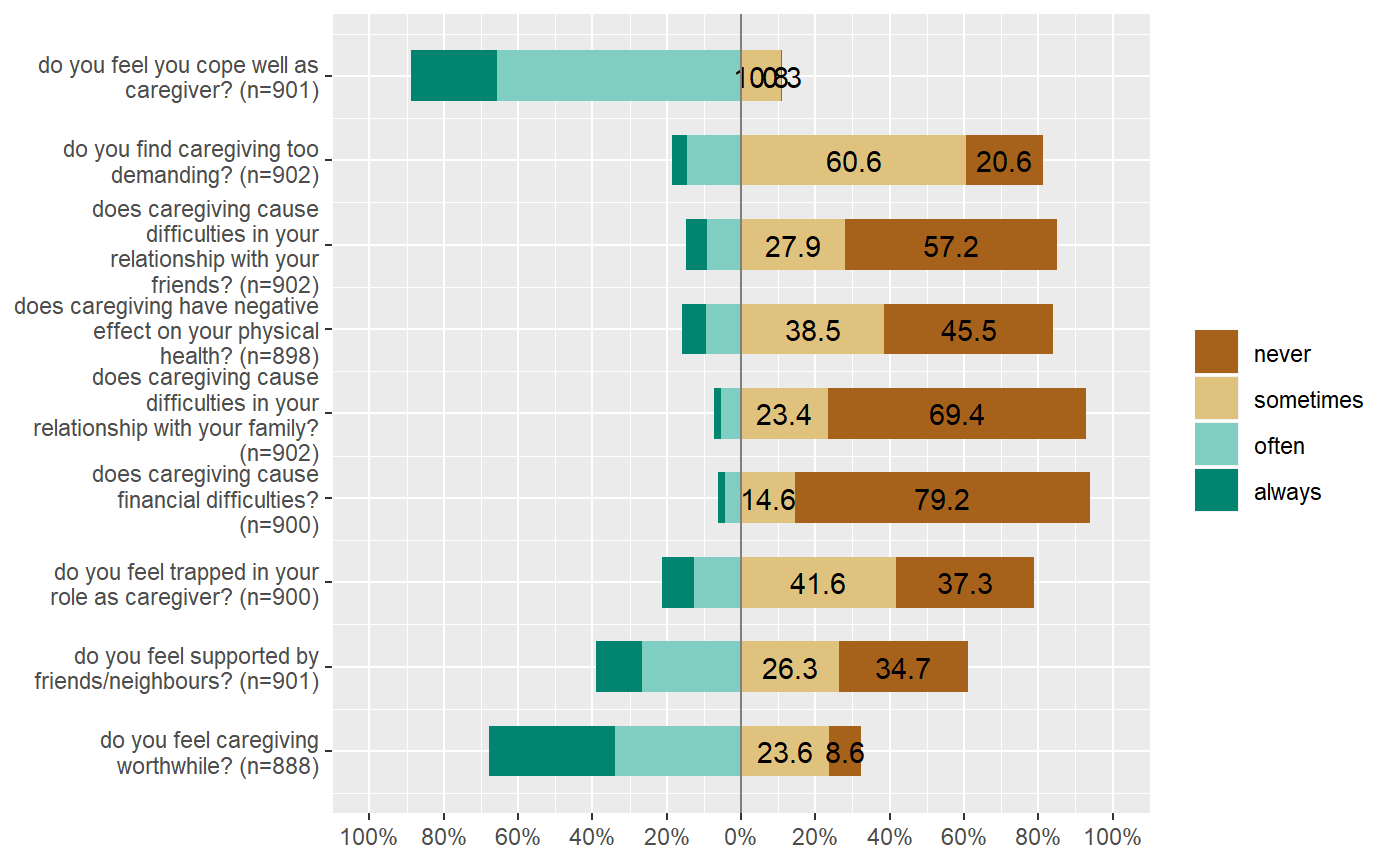 do you feel you cope well as
caregiver? (n=901)
do you find caregiving too
demanding? (n=902)
60.6
20.6
does caregiving cause
difficulties in your
relationship with your
friends? (n=902)
27.9
57.2
does caregiving have negative
effect on your physical
health? (n=898)
38.5
45.5
does caregiving cause
difficulties in your
relationship with your family?
(n=902)
23.4
69.4
does caregiving cause
financial difficulties?
(n=900)
14.6
79.2
do you feel trapped in your
role as caregiver? (n=900)
41.6
37.3
do you feel supported by
friends/neighbours? (n=901)
26.3
34.7
do you feel caregiving
worthwhile? (n=888)
23.6
8.6
100%
80%
60%
40%
20%
0%
20%
40%
60%
80%
100%
never
sometimes
often
always